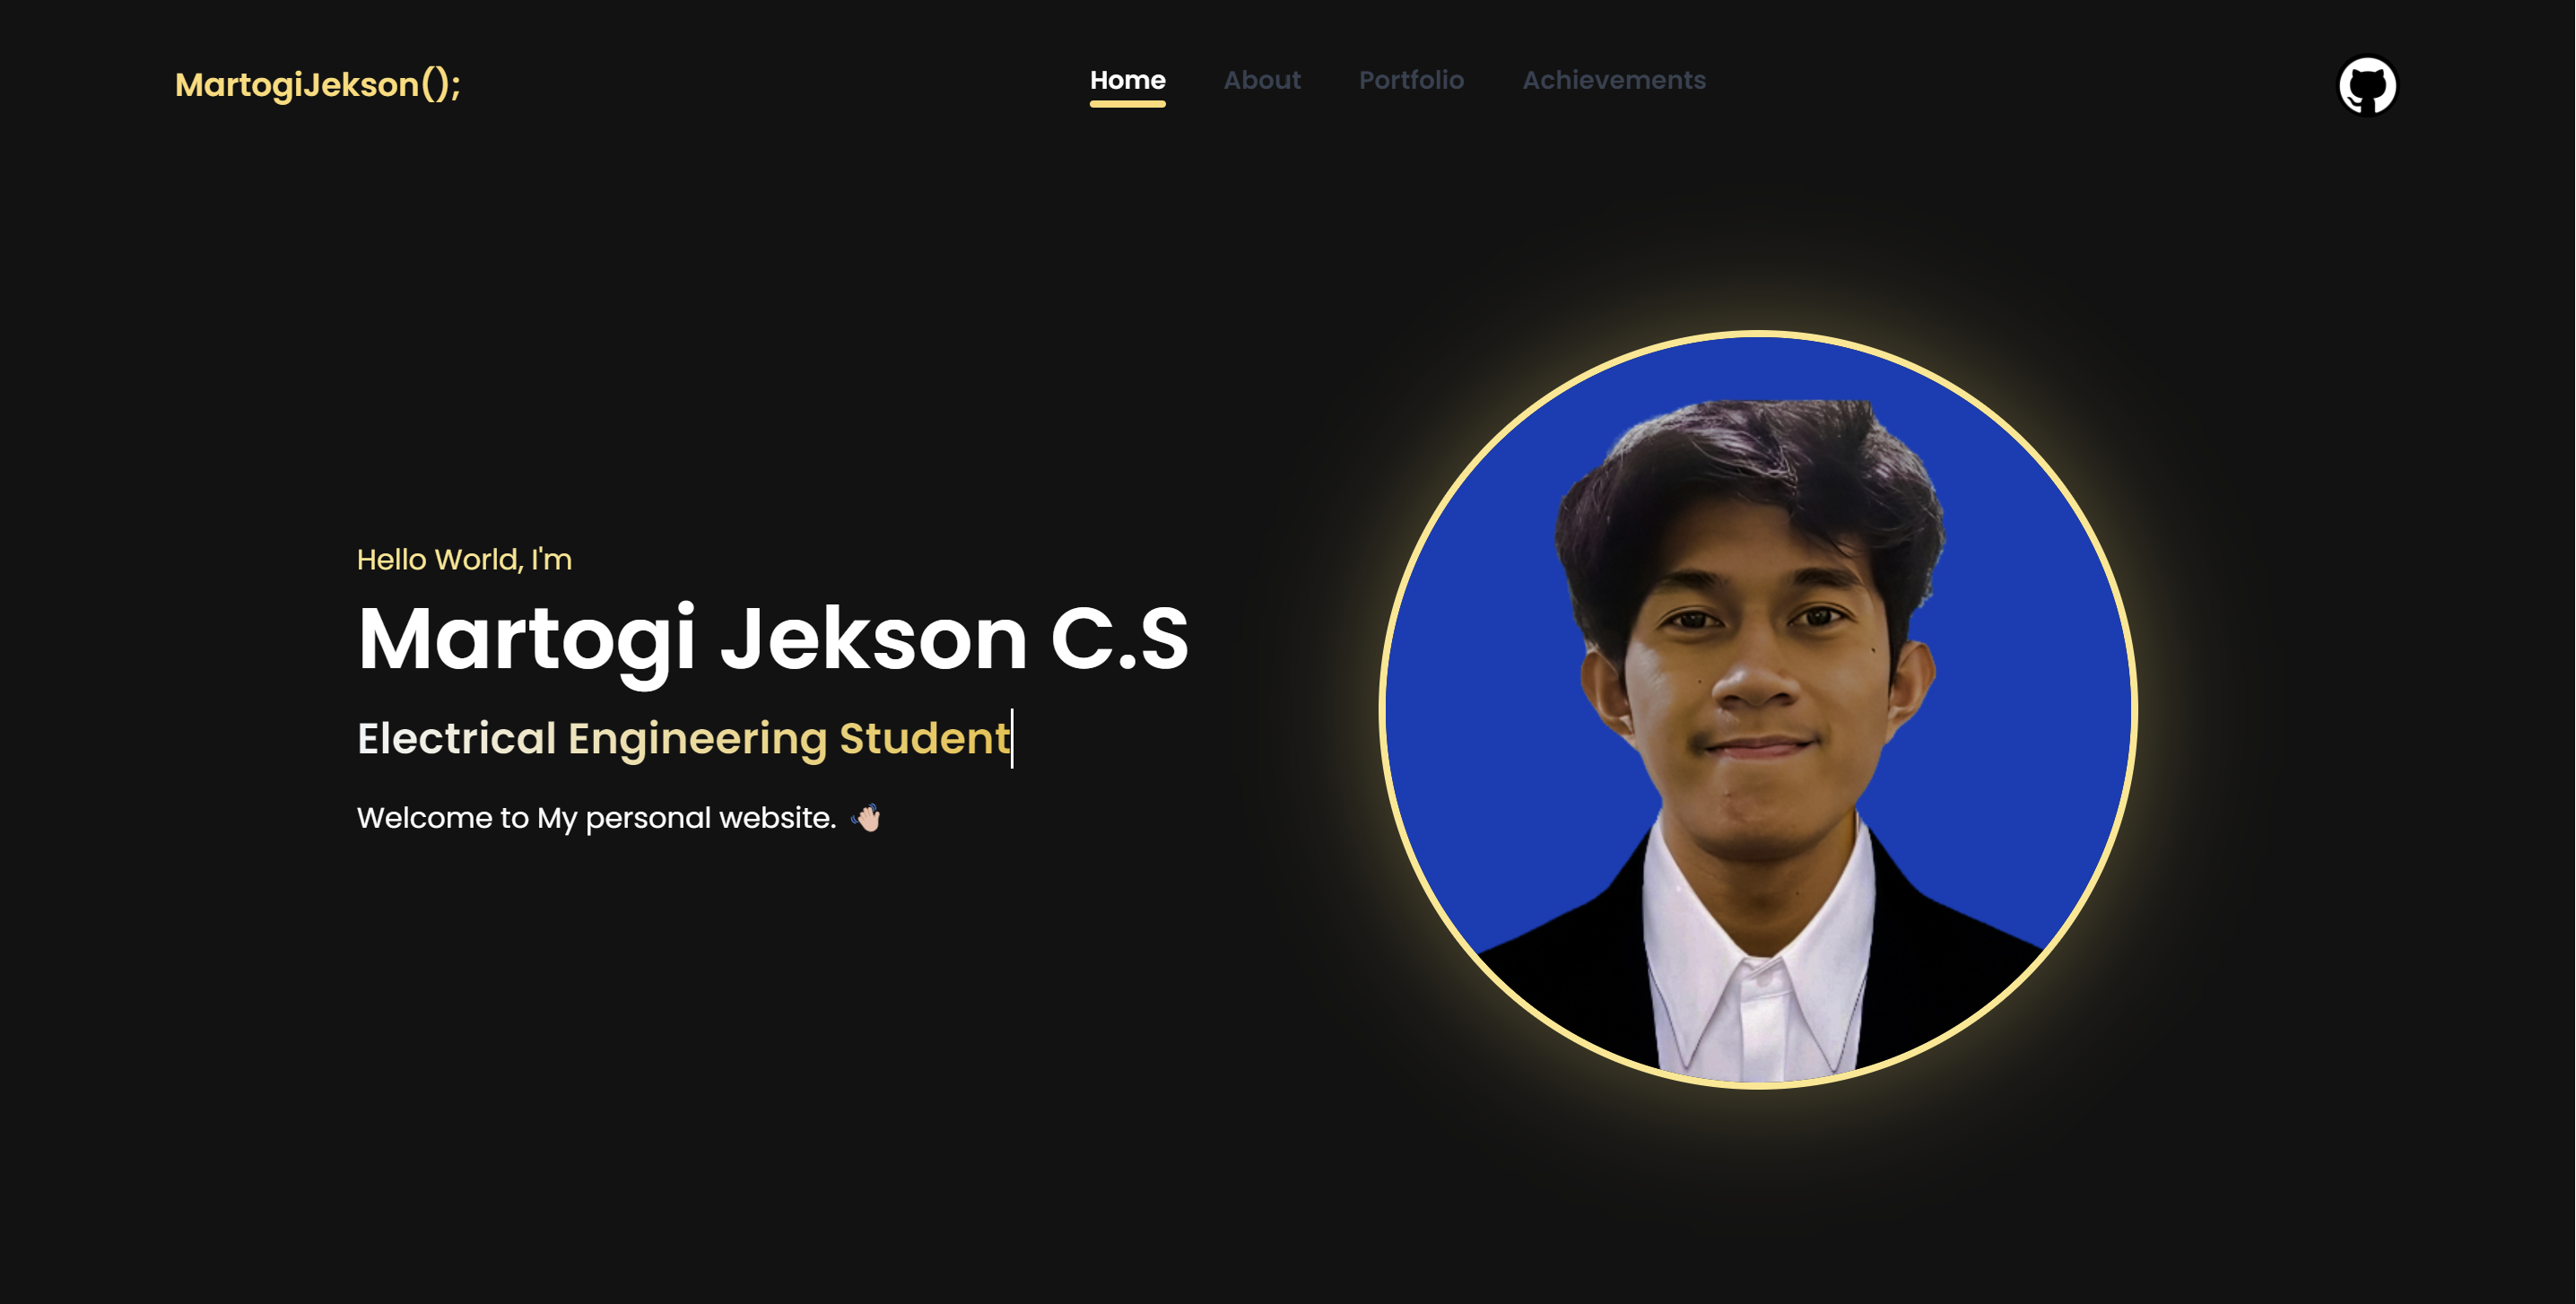 MartogiJekson();
Home About Portfolio Achievements
Hello World, I'm
Martogi Jekson C.S
Electrical Engineering Student
Welcome to My personal website. 👋🏻